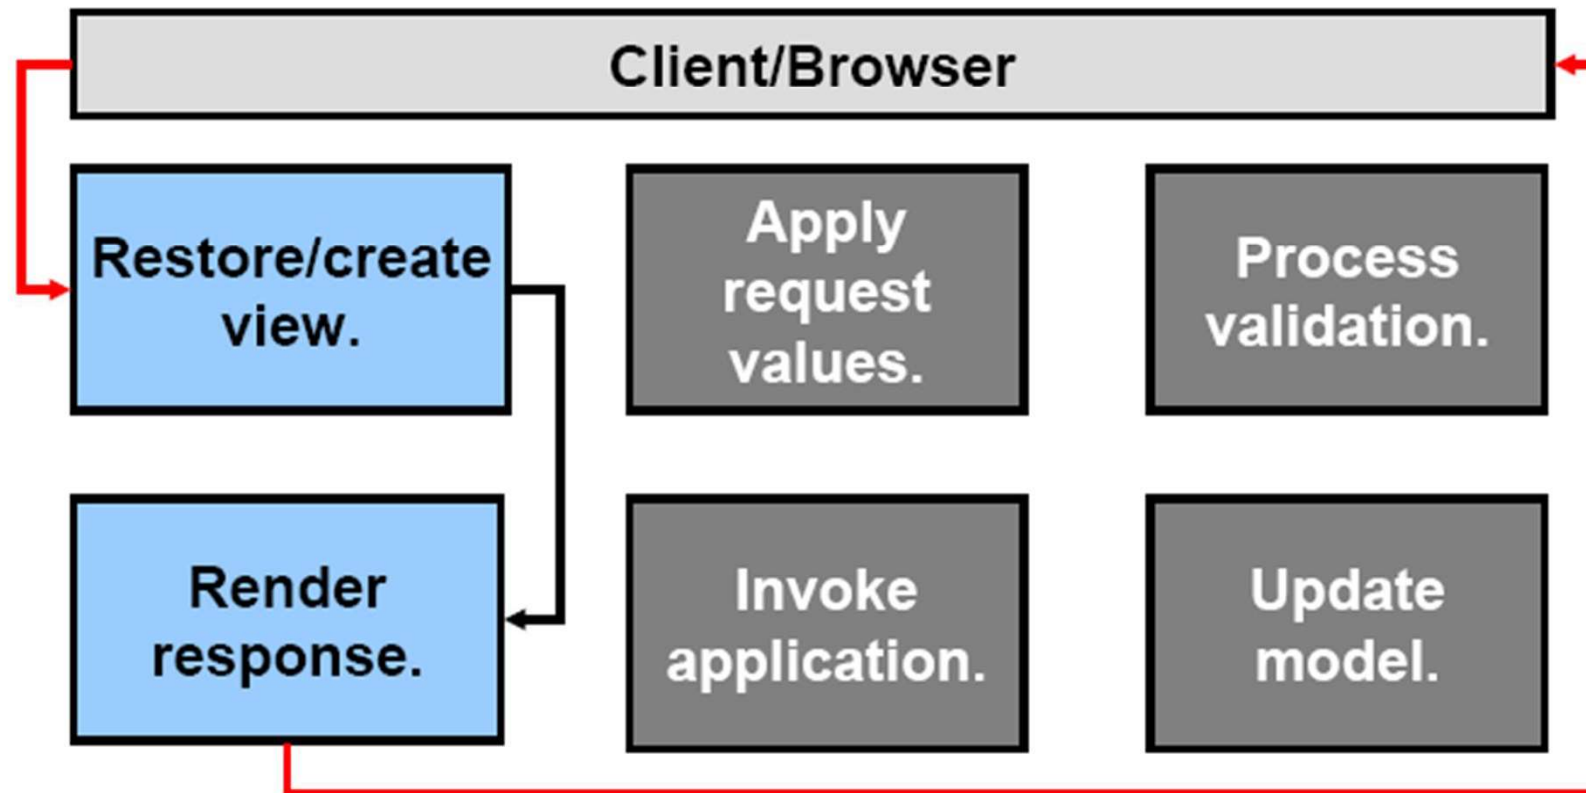 Client/Browser
Restore/create
view.
Apply
request
values.
Process
validation.
Render
response.
Invoke
application.
Update
model.